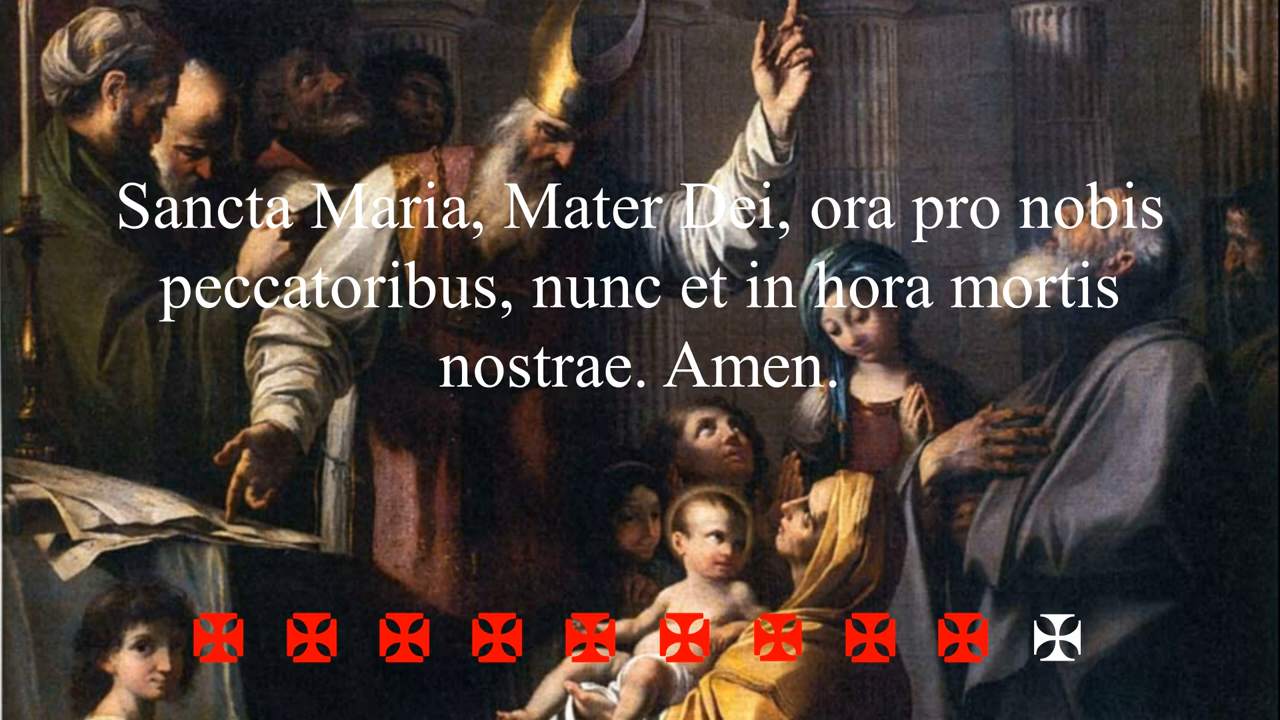 Sancta Maria, Mater Dei, ora pro nobis
peccatoribus, nunc et in hora mortis
nostrae. Amen.
✠ ✠ ✠ ✠ ✠ ✠ ✠ ✠ ✠ ✠